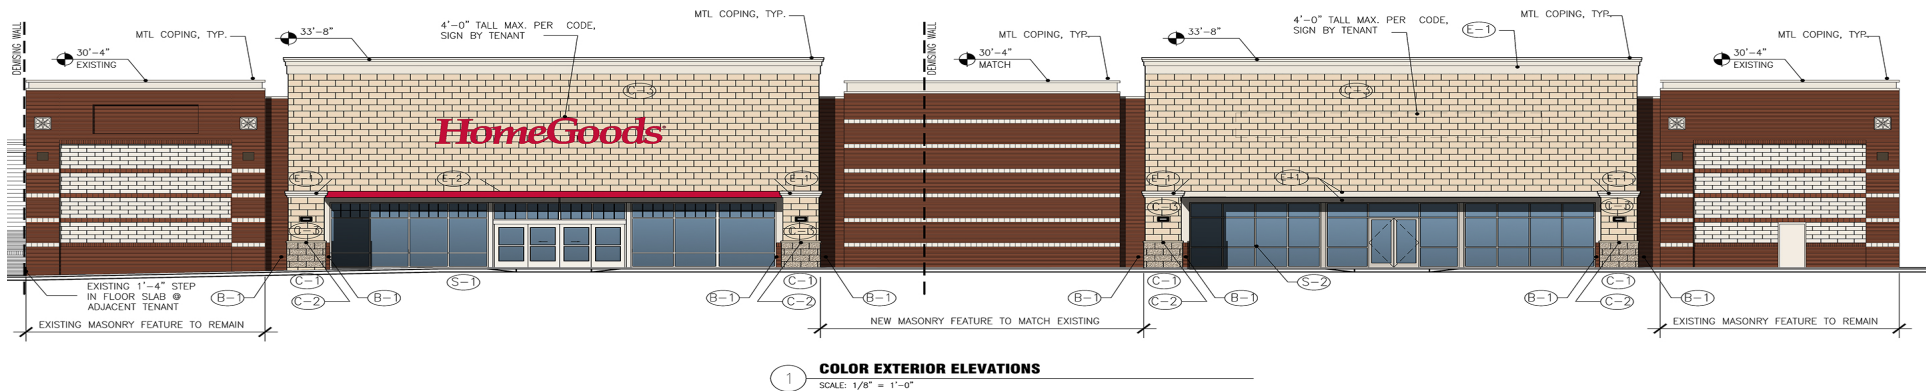 DEMISING WALL
MTL COPING, TYP.
30'-4"
EXISTING
33'-8"
4'-0" TALL MAX. PER CODE,
SIGN BY TENANT
MTL COPING, TYP.
DEMISING WALL
30'-4"
MATCH
MTL COPING, TYP.
33'-8"
4'-0" TALL MAX. PER CODE,
SIGN BY TENANT
E-1
MTL COPING, TYP.
30'-4"
EXISTING
MTL COPING, TYP.
C-3
C-3
HomeGoods
E-1
E-2
E-1
E-1
E-1
E-1
C-3
C-3
C-3
C-3
EXISTING 1'-4" STEP
IN FLOOR SLAB @
ADJACENT TENANT
B-1
C-1
C-2
B-1
S-1
B-1
C-1
C-2
B-1
B-1
C-1
C-2
B-1
S-2
B-1
C-1
C-2
B-1
EXISTING MASONRY FEATURE TO REMAIN
NEW MASONRY FEATURE TO MATCH EXISTING
EXISTING MASONRY FEATURE TO REMAIN
1
COLOR EXTERIOR ELEVATIONS
SCALE: 1/8" = 1'-0"